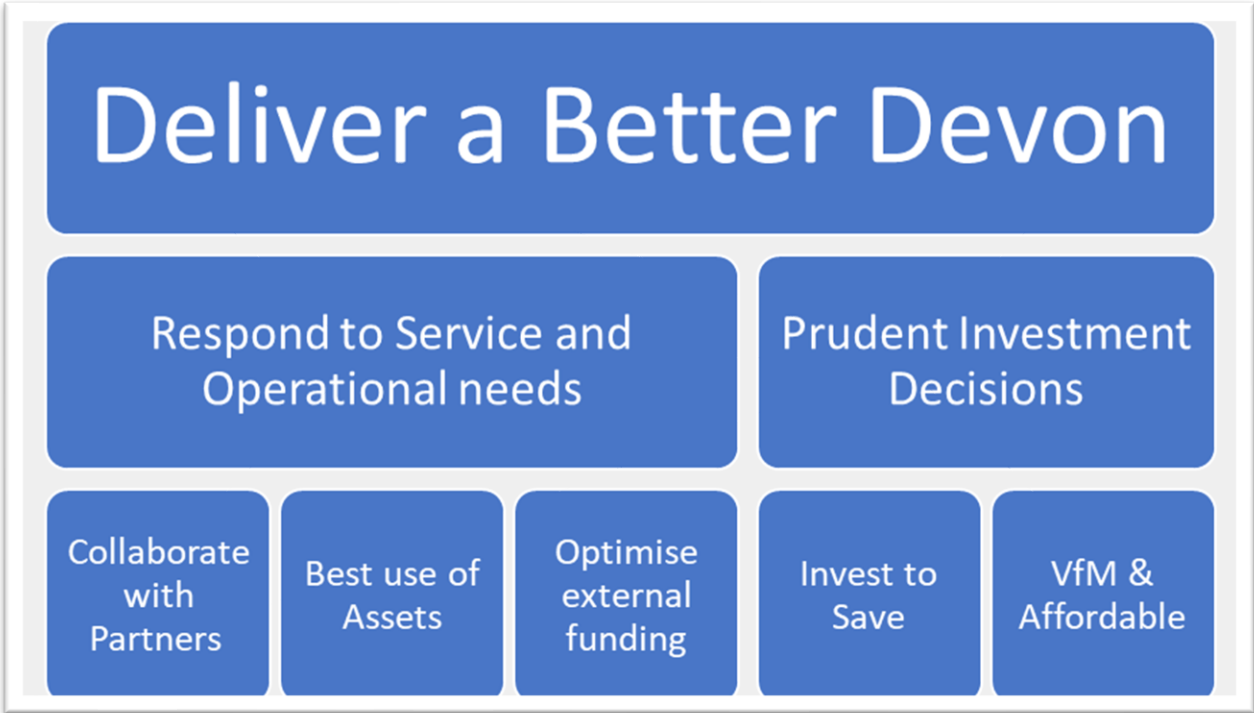 Deliver a Better Devon
Respond to Service and
Operational needs
Prudent Investment
Decisions
Collaborate
with
Partners
Best use of
Assets
Optimise
external
funding
Invest to
Save
VfM &
Affordable